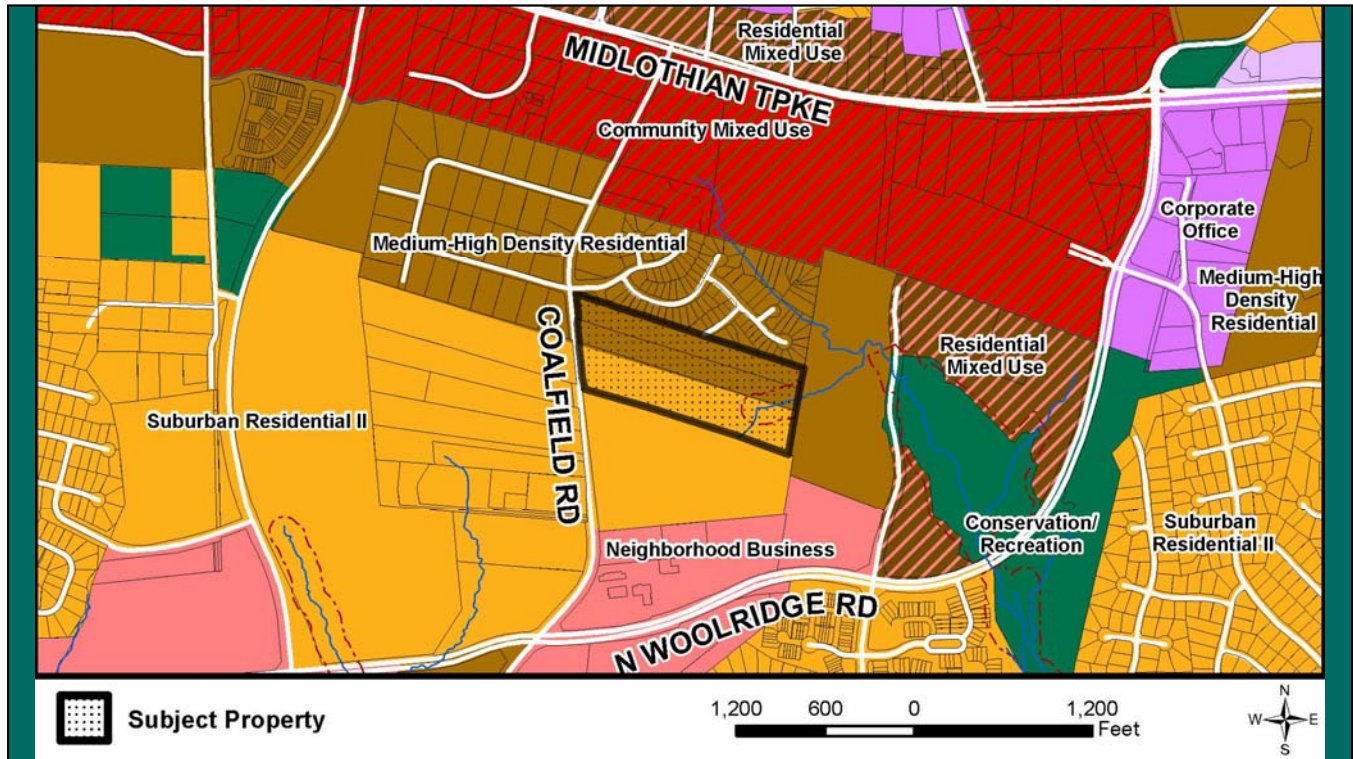 Residential
Mixed Use
MIDLOTHIAN TPKE
Community Mixed Use
Corporate
Office
Medium-High Density Residential
Medium-High
Density
Residential
COALFIELD RD
Residential
Mixed Use
Suburban Residential II
Conservation/
Recreation
Suburban
Residential II
Neighborhood Business
N WOOLRIDGE RD
Subject Property
1,200 600 0 1,200
Feet
N
W E
S